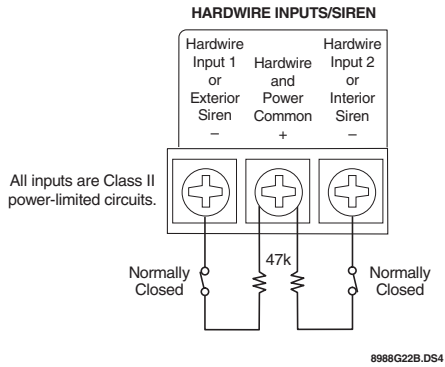 HARDWIRE INPUTS/SIREN
Hardwire
Input 1
or
Exterior
Siren
–
Hardwire
and
Power
Common
+
Hardwire
Input 2
or
Interior
Siren
–
All inputs are Class II
power-limited circuits.
47k
Normally
Closed
Normally
Closed
8988G22B.DS4